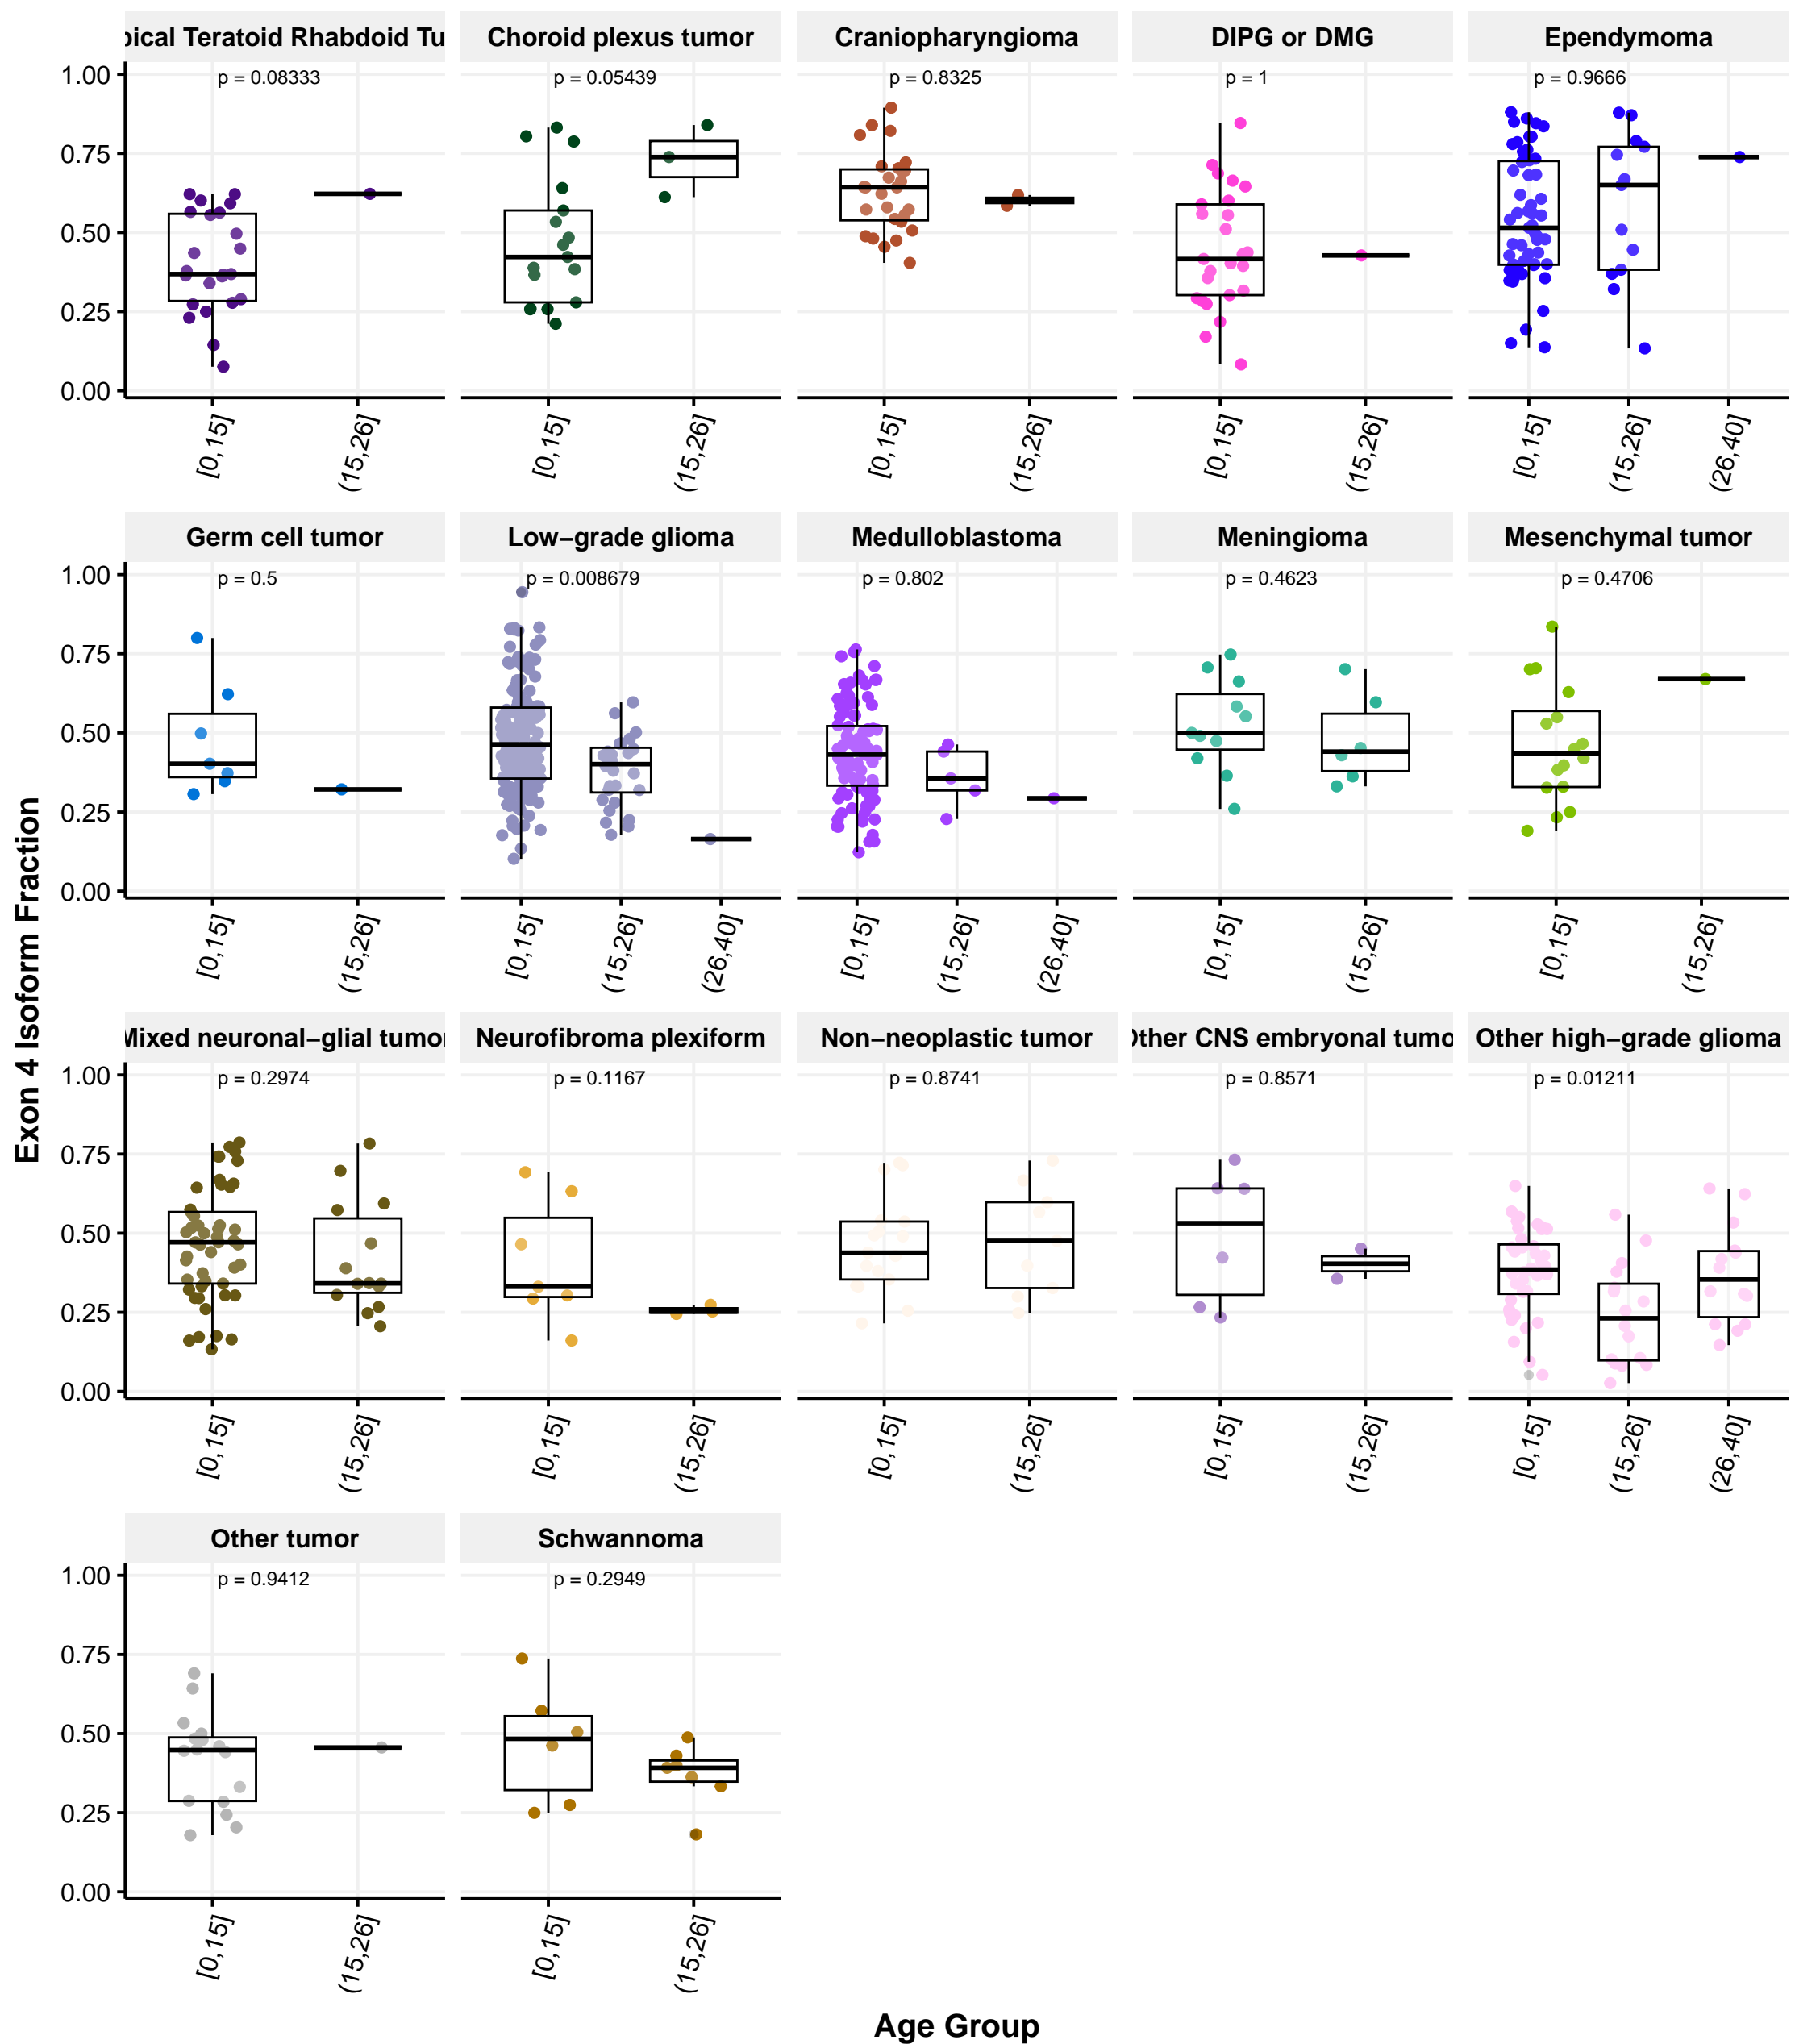 pical Teratoid Rhabdoid Tu
Choroid plexus tumor
Craniopharyngioma
DIPG or DMG
Ependymoma
p = 0.08333
p = 0.05439
p = 0.8325
p = 1
p = 0.9666
1.00
0.75
0.50
0.25
0.00
[0,15]
(15,26]
[0,15]
(15,26]
[0,15]
(15,26]
[0,15]
(15,26]
[0,15]
(15,26]
(26,40]
Germ cell tumor
Low−grade glioma
Medulloblastoma
Meningioma
Mesenchymal tumor
p = 0.5
p = 0.008679
p = 0.802
p = 0.4623
p = 0.4706
1.00
0.75
0.50
0.25
0.00
[0,15]
(15,26]
[0,15]
(15,26]
(26,40]
[0,15]
(15,26]
(26,40]
[0,15]
(15,26]
[0,15]
(15,26]
Exon 4 Isoform Fraction
Mixed neuronal−glial tumor
Neurofibroma plexiform
Non−neoplastic tumor
Other CNS embryonal tumo
Other high−grade glioma
p = 0.2974
p = 0.1167
p = 0.8741
p = 0.8571
p = 0.01211
1.00
0.75
0.50
0.25
0.00
[0,15]
(15,26]
[0,15]
(15,26]
[0,15]
(15,26]
[0,15]
(15,26]
[0,15]
(15,26]
(26,40]
Other tumor
Schwannoma
p = 0.9412
p = 0.2949
1.00
0.75
0.50
0.25
0.00
[0,15]
(15,26]
[0,15]
(15,26]
Age Group